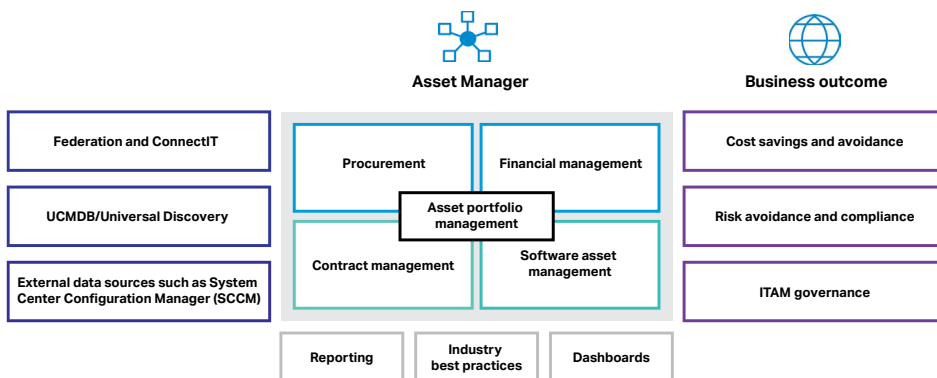 Asset Manager
Business outcome
Federation and ConnectIT
UCMDB/Universal Discovery
External data sources such as System
Center Configuration Manager (SCCM)
Procurement
Financial management
Asset portfolio
management
Contract management
Software asset
management
Cost savings and avoidance
Risk avoidance and compliance
ITAM governance
Reporting
Industry
best practices
Dashboards